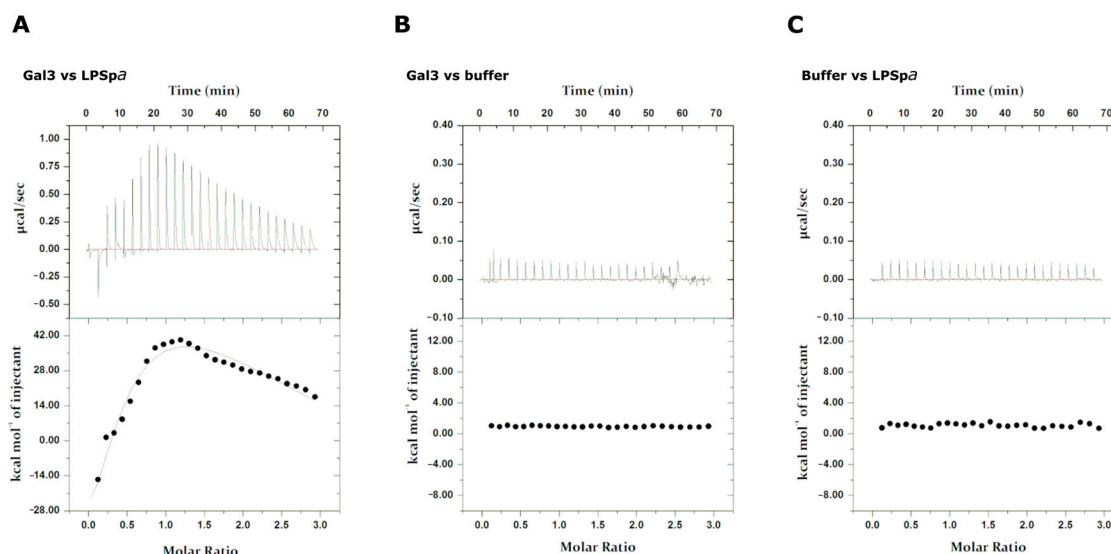 A
B
C
Gal3 vs LPSpa
Gal3 vs buffer
Buffer vs LPSpa
Time (min)
0 10 20 30 40 50 60 70
1.00
0.75
0.50
0.25
0.00
−0.25
−0.50
µcal/sec
42.00
28.00
14.00
0.00
−14.00
−28.00
kcal mol⁻¹ of injectant
0.0 0.5 1.0 1.5 2.0 2.5 3.0
Molar Ratio
Time (min)
0 10 20 30 40 50 60 70
0.40
0.30
0.20
0.10
0.00
−0.10
µcal/sec
12.00
8.00
4.00
0.00
−4.00
−8.00
kcal mol⁻¹ of injectant
0.0 0.5 1.0 1.5 2.0 2.5 3.0
Molar Ratio
Time (min)
0 10 20 30 40 50 60 70
0.40
0.30
0.20
0.10
0.00
−0.10
µcal/sec
12.00
8.00
4.00
0.00
−4.00
−8.00
kcal mol⁻¹ of injectant
0.0 0.5 1.0 1.5 2.0 2.5 3.0
Molar Ratio